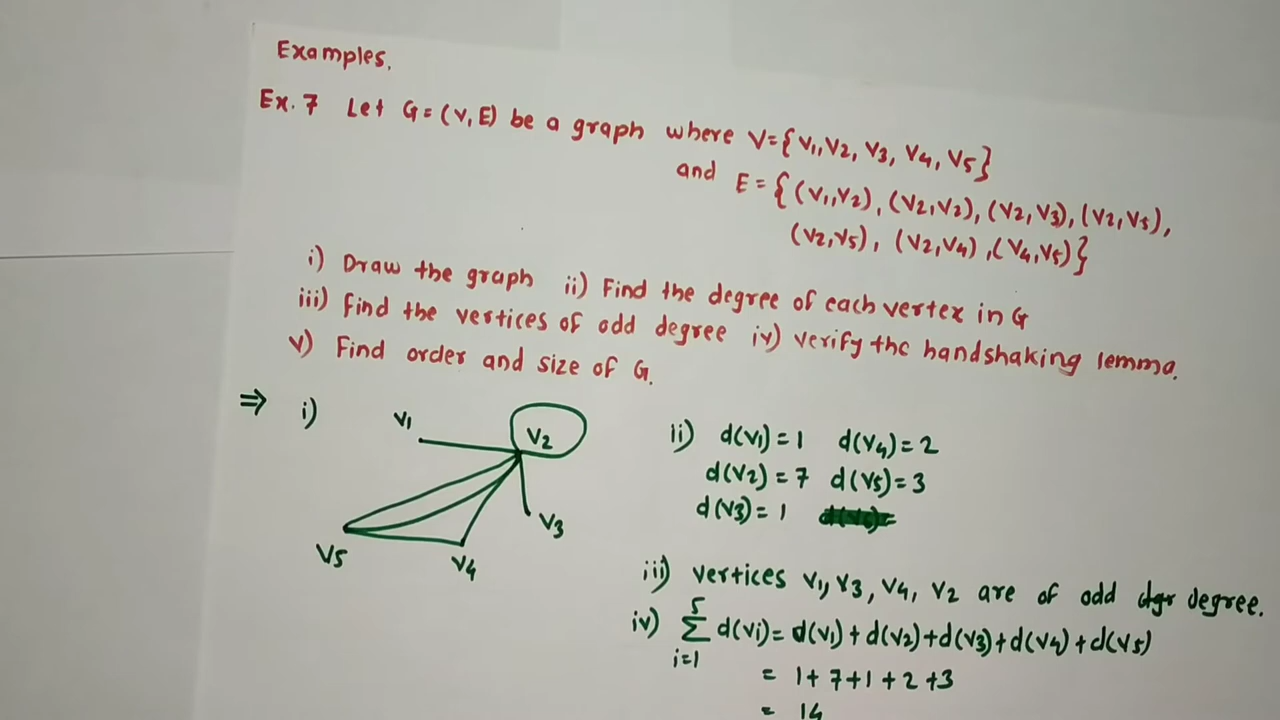 Examples.
Ex. 7 Let G=(V,E) be a graph where V={V1,V2, V3, V4, V5}
and E={(V1,V2), (V2,V2), (V2,V3), (V2,V5),
(V2,V5), (V2,V4), (V4,V5)}
i) Draw the graph ii) Find the degree of each vertex in G
iii) find the vertices of odd degree iv) verify the handshaking lemma.
v) Find order and size of G.
⇒ i)
V1
V2
V3
V4
V5
ii) d(V1)=1 d(V4)=2
d(V2)=7 d(V5)=3
d(V3)=1
iii) vertices V1, V3, V4, V2 are of odd degree.
iv) 5∑i=1 d(Vi)= d(V1)+d(V2)+d(V3)+d(V4)+d(V5)
= 1+7+1+2+3
= 14